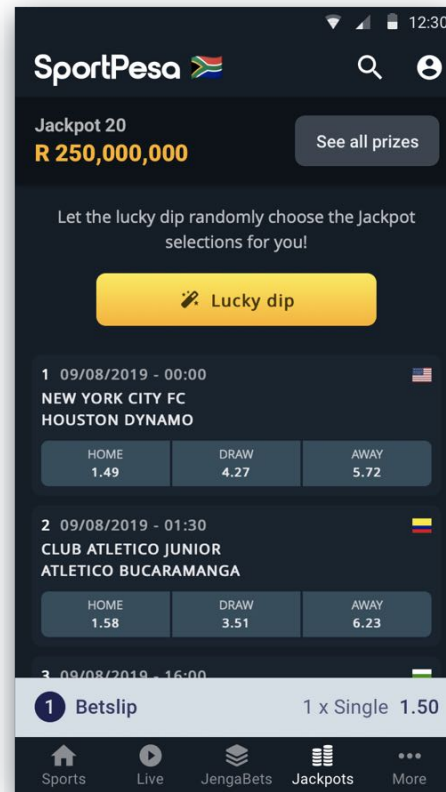 12:30
SportPesa
Jackpot 20
R 250,000,000
See all prizes
Let the lucky dip randomly choose the Jackpot
selections for you!
Lucky dip
1 09/08/2019 - 00:00
NEW YORK CITY FC
HOUSTON DYNAMO
HOME DRAW AWAY
1.49 4.27 5.72
2 09/08/2019 - 01:30
CLUB ATLETICO JUNIOR
ATLETICO BUCARAMANGA
HOME DRAW AWAY
1.58 3.51 6.23
3 09/08/2019 - 16:00
1 Betslip 1 x Single 1.50
Sports Live JengaBets Jackpots More